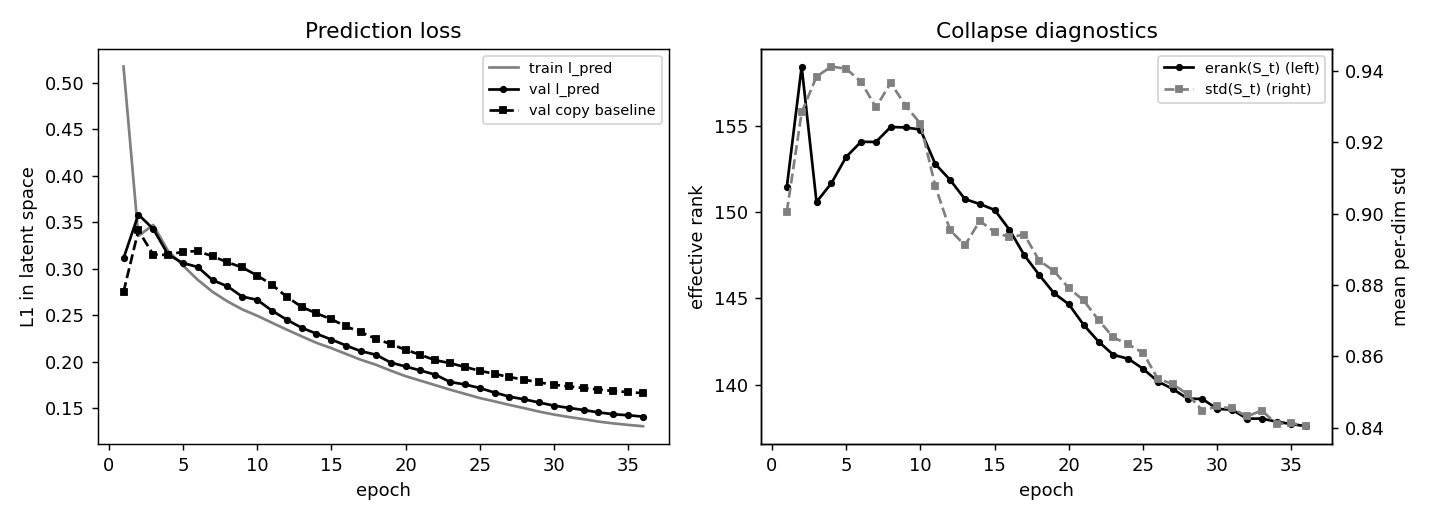 Prediction loss
L1 in latent space
0.50
0.45
0.40
0.35
0.30
0.25
0.20
0.15
train l_pred
val l_pred
val copy baseline
0 5 10 15 20 25 30 35
epoch
Collapse diagnostics
effective rank
155
150
145
140
erank(S_t) (left)
std(S_t) (right)
0.94
0.92
0.90
0.88
0.86
0.84
mean per-dim std
0 5 10 15 20 25 30 35
epoch